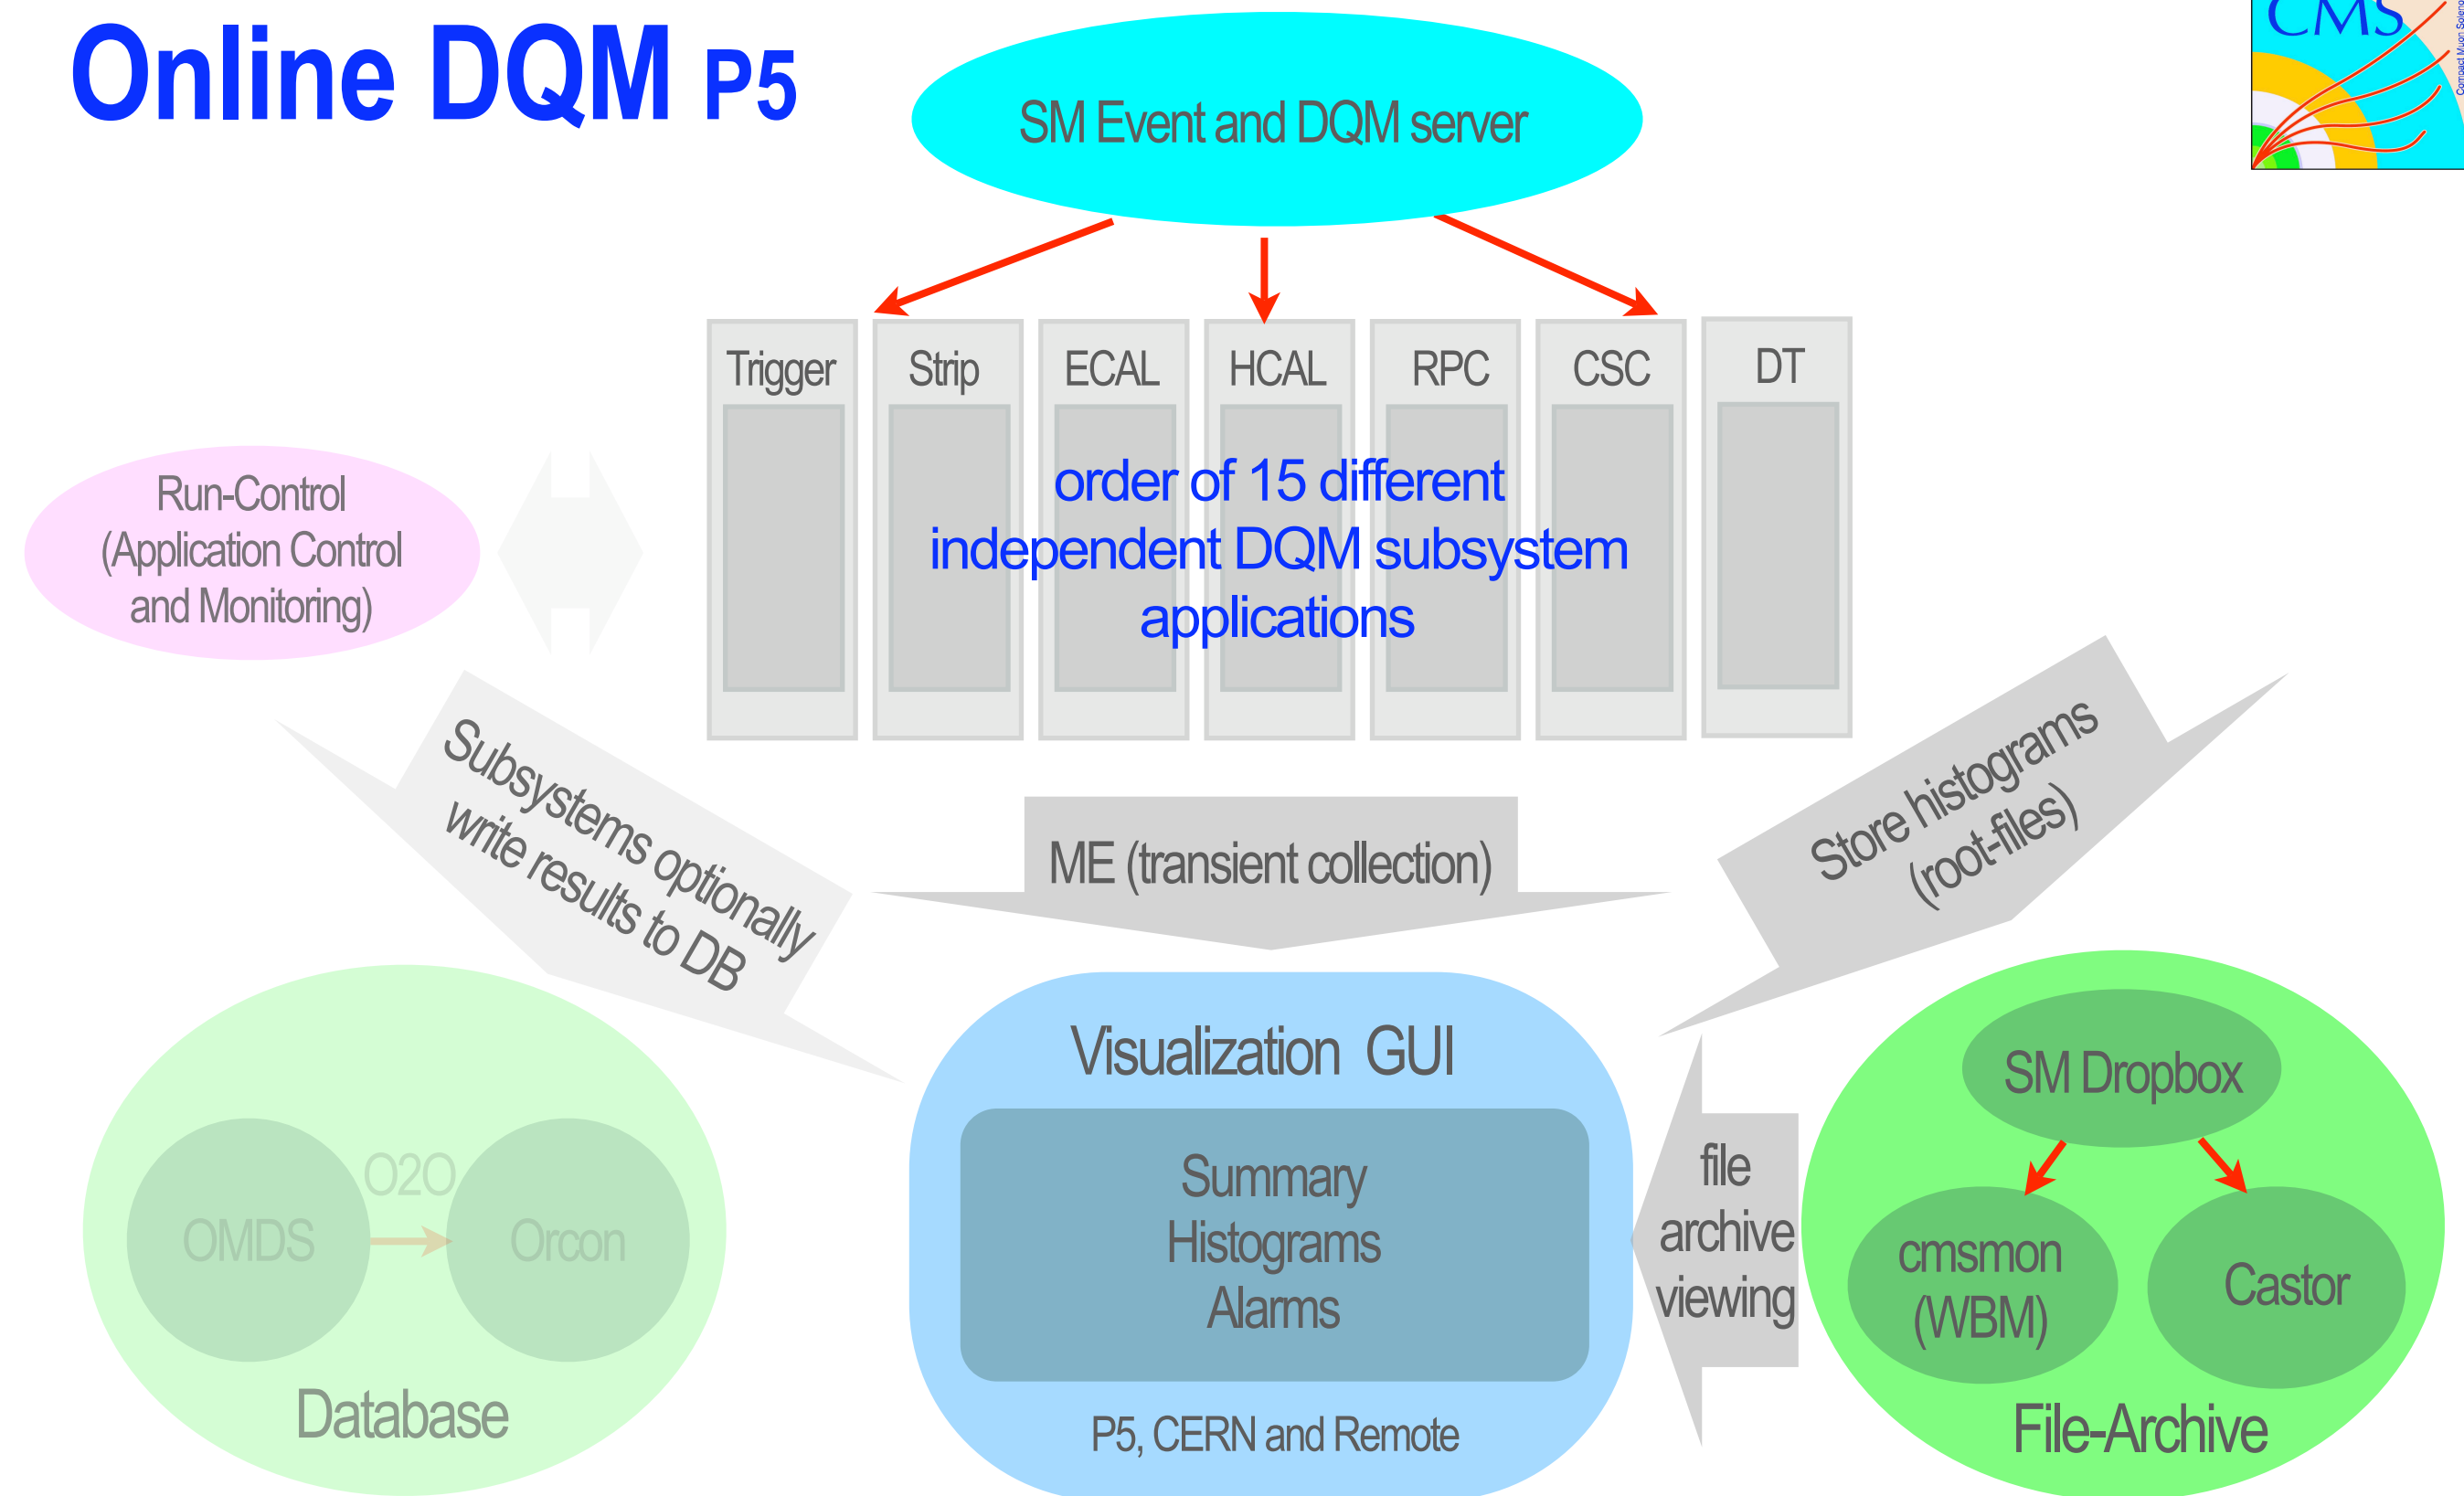 Online DQM P5
CMS
SM Event and DQM server
Trigger
Strip
ECAL
HCAL
RPC
CSC
DT
order of 15 different
independent DQM subsystem
applications
Run-Control
(Application Control
and Monitoring)
Subsystems optionally
write results to DB
ME (transient collection)
Store histograms
(root-files)
O2O
OMDS
Orcon
Database
Visualization GUI
Summary
Histograms
Alarms
P5, CERN and Remote
file
archive
viewing
SM Dropbox
cmsmon
(WBM)
Castor
File-Archive